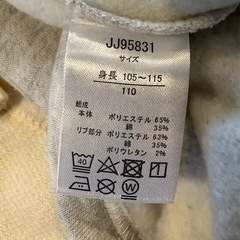 JJ95831
サイズ
身長 105～115
110
組成
本体 ポリエステル 65%
綿 35%
リブ部分 ポリエステル 63%
綿 35%
ポリウレタン 2%
40
W